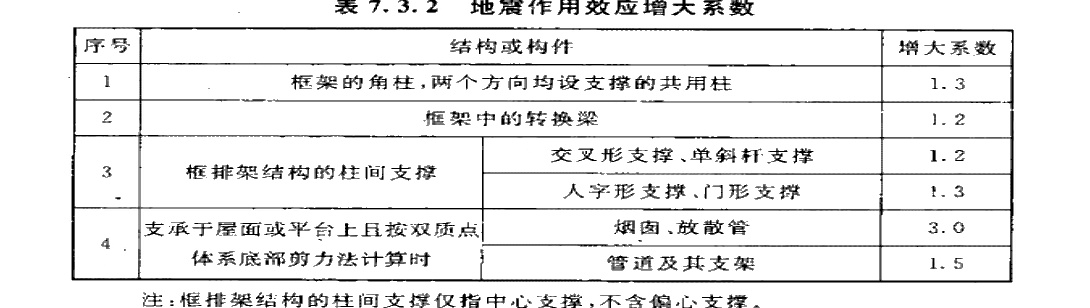 表 7.3.2 地震作用效应增大系数
序号 结构或构件 增大系数
1 框架的角柱,两个方向均设支撑的共用柱 1.3
2 框架中的转换梁 1.2
3 框排架结构的柱间支撑 交叉形支撑、单斜杆支撑 1.2
人字形支撑、门形支撑 1.3
4 支承于屋面或平台上且按双质点体系底部剪力法计算时 烟囱、放散管 3.0
管道及其支架 1.5
注:框排架结构的柱间支撑仅指中心支撑,不含偏心支撑。